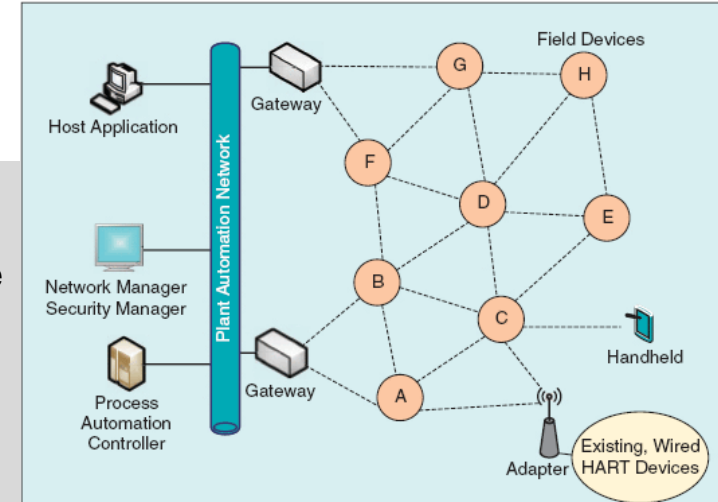 Field Devices
G
H
Gateway
Host Application
F
Plant Automation Network
D
E
B
Network Manager
Security Manager
C
Handheld
Gateway
A
Process
Automation
Controller
Adapter
Existing, Wired
HART Devices
e